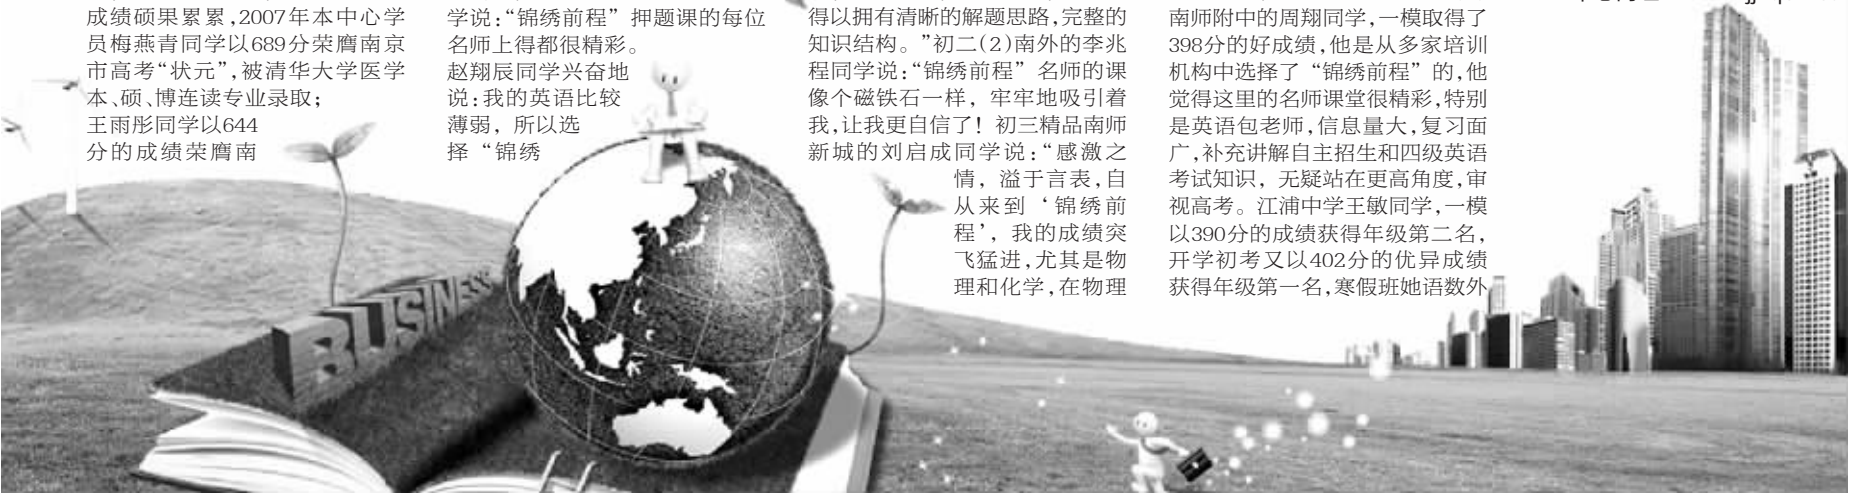 成绩硕果累累,2007年本中心学
员梅燕青同学以689分荣膺南京
市高考“状元”,被清华大学医学
本、硕、博连读专业录取;
王雨彤同学以644
分的成绩荣膺南
学说:“锦绣前程”押题课的每位
名师上得都很精彩。
赵翔辰同学兴奋地
说:我的英语比较
薄弱，所以选
择“锦绣
得以拥有清晰的解题思路,完整的
知识结构。”初二(2)南外的李兆
程同学说:“锦绣前程”名师的课
像个磁铁石一样，牢牢地吸引着
我,让我更自信了！初三精品南师
新城的刘启成同学说:“感激之
情，溢于言表,自
从来到‘锦绣前
程’，我的成绩突
飞猛进,尤其是物
理和化学,在物理
南师附中的周翔同学,一模取得了
398分的好成绩,他是从多家培训
机构中选择了“锦绣前程”的,他
觉得这里的名师课堂很精彩,特别
是英语包老师,信息量大,复习面
广,补充讲解自主招生和四级英语
考试知识，无疑站在更高角度,审
视高考。江浦中学王敏同学,一模
以390分的成绩获得年级第二名,
开学初考又以402分的优异成绩
获得年级第一名,寒假班她语数外
BUSINESS